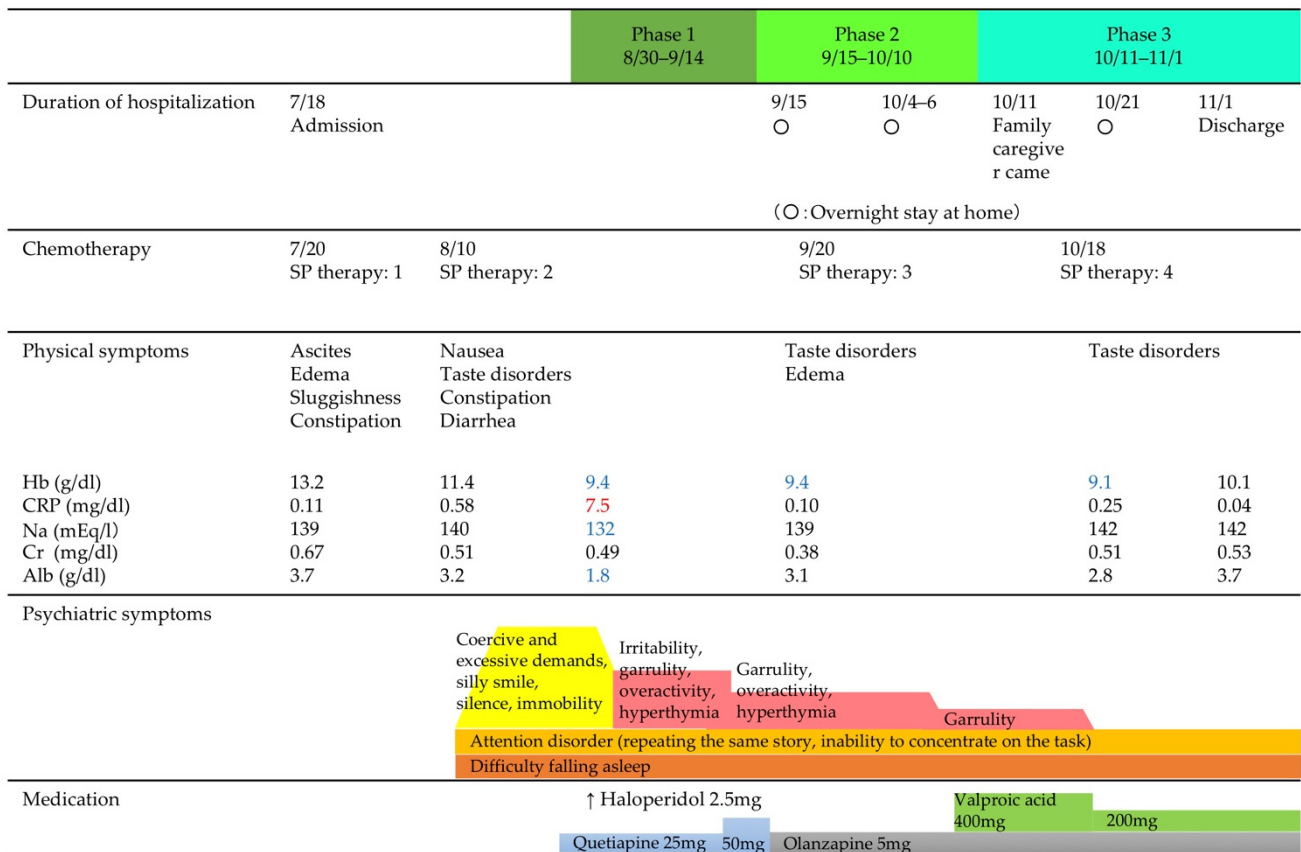 Phase 1 Phase 2 Phase 3
8/30–9/14 9/15–10/10 10/11–11/1
Duration of hospitalization 7/18 9/15 10/4–6 10/11 10/21 11/1
Admission ○ ○ Family ○ Discharge
caregive
r came
(○:Overnight stay at home)
Chemotherapy 7/20 8/10 9/20 10/18
SP therapy: 1 SP therapy: 2 SP therapy: 3 SP therapy: 4
Physical symptoms Ascites Nausea Taste disorders Taste disorders
Edema Taste disorders Edema
Sluggishness Constipation
Constipation Diarrhea
Hb (g/dl) 13.2 11.4 9.4 9.4 9.1 10.1
CRP (mg/dl) 0.11 0.58 7.5 0.10 0.25 0.04
Na (mEq/l) 139 140 132 139 142 142
Cr (mg/dl) 0.67 0.51 0.49 0.38 0.51 0.53
Alb (g/dl) 3.7 3.2 1.8 3.1 2.8 3.7
Psychiatric symptoms
Coercive and
excessive demands,
silly smile,
silence, immobility
Irritability,
garrulity,
overactivity,
hyperthymia
Garrulity,
overactivity,
hyperthymia
Garrulity
Attention disorder (repeating the same story, inability to concentrate on the task)
Difficulty falling asleep
Medication ↑ Haloperidol 2.5mg Valproic acid
400mg 200mg
Quetiapine 25mg 50mg Olanzapine 5mg